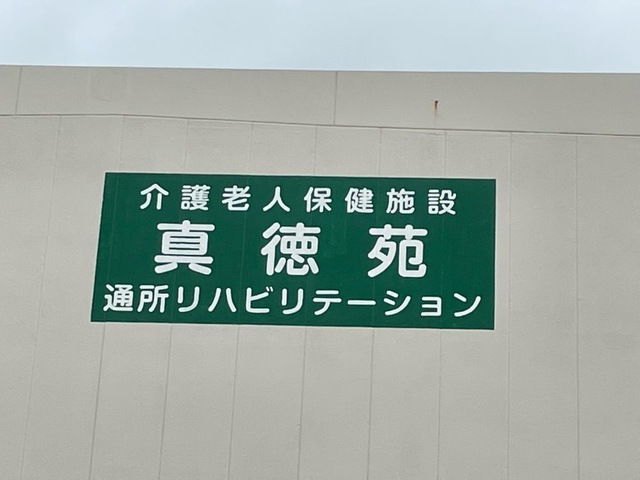 介護老人保健施設
真徳苑
通所リハビリテーション